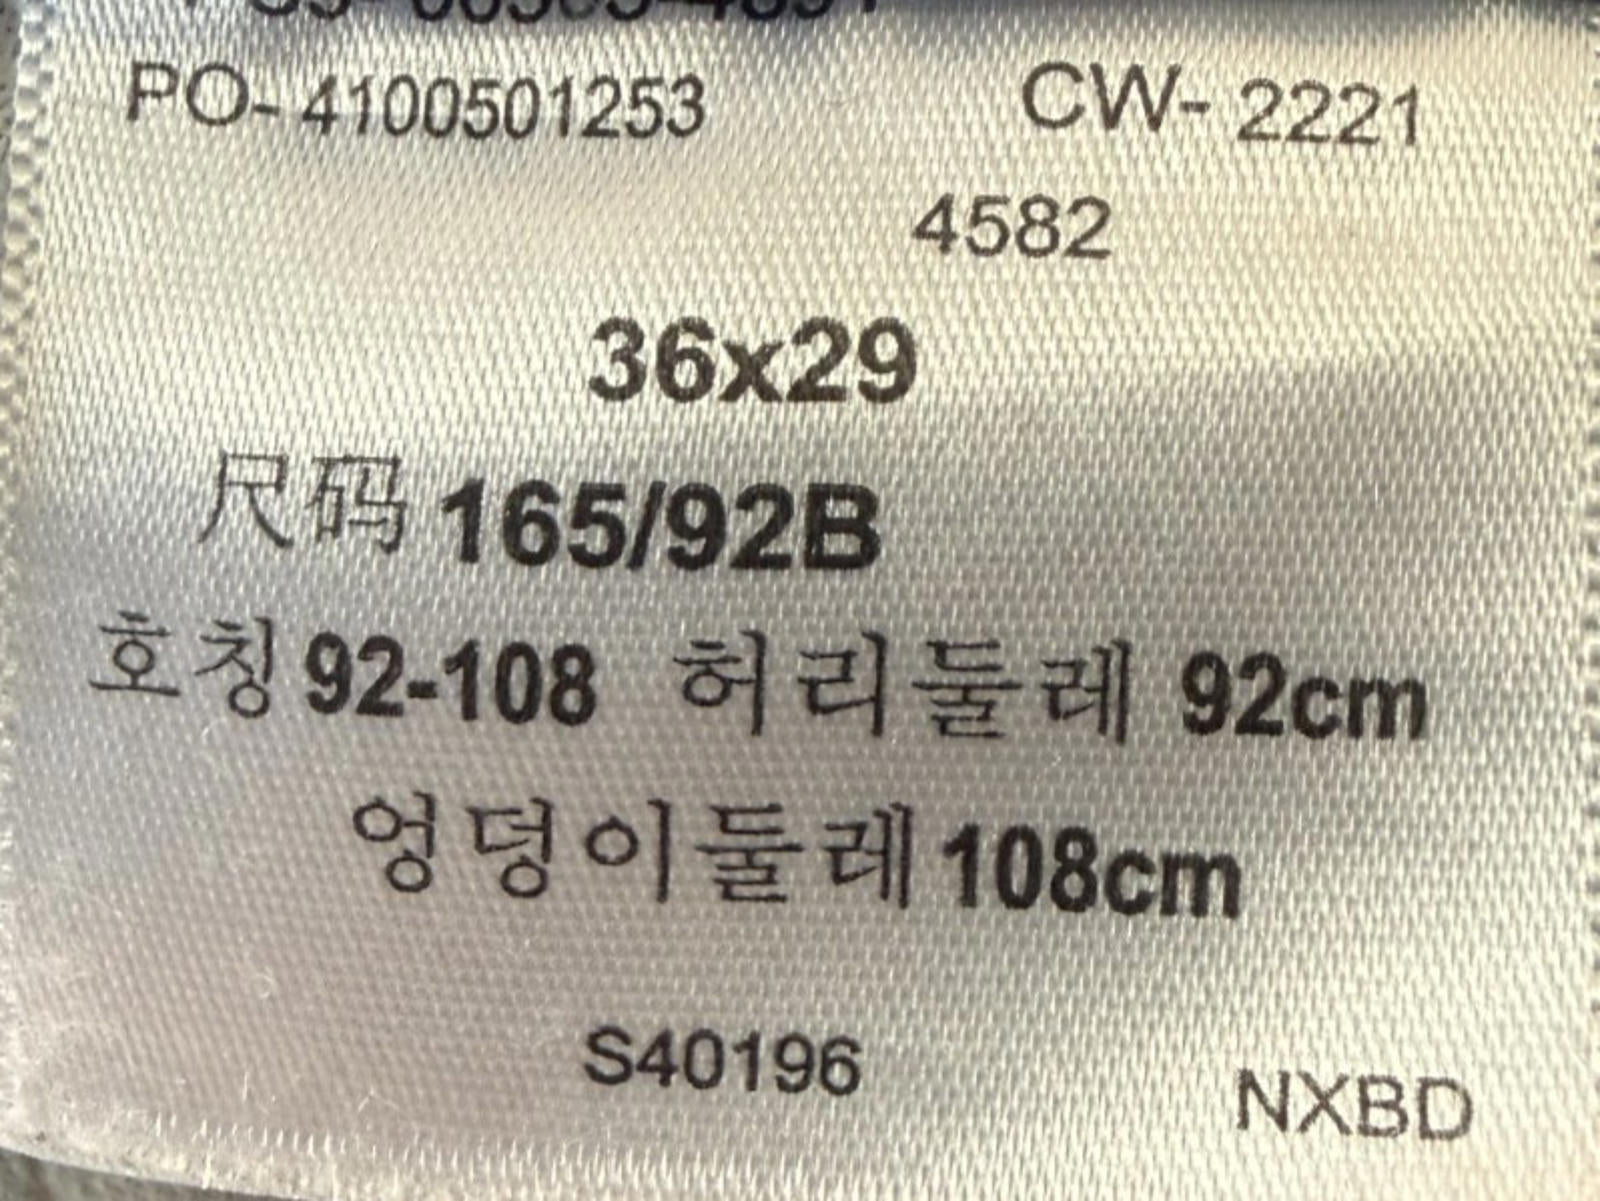 PO- 4100501253 CW- 2221
4582
36x29
尺码 165/92B
호칭 92-108 허리둘레 92cm
엉덩이둘레 108cm
S40196
NXBD